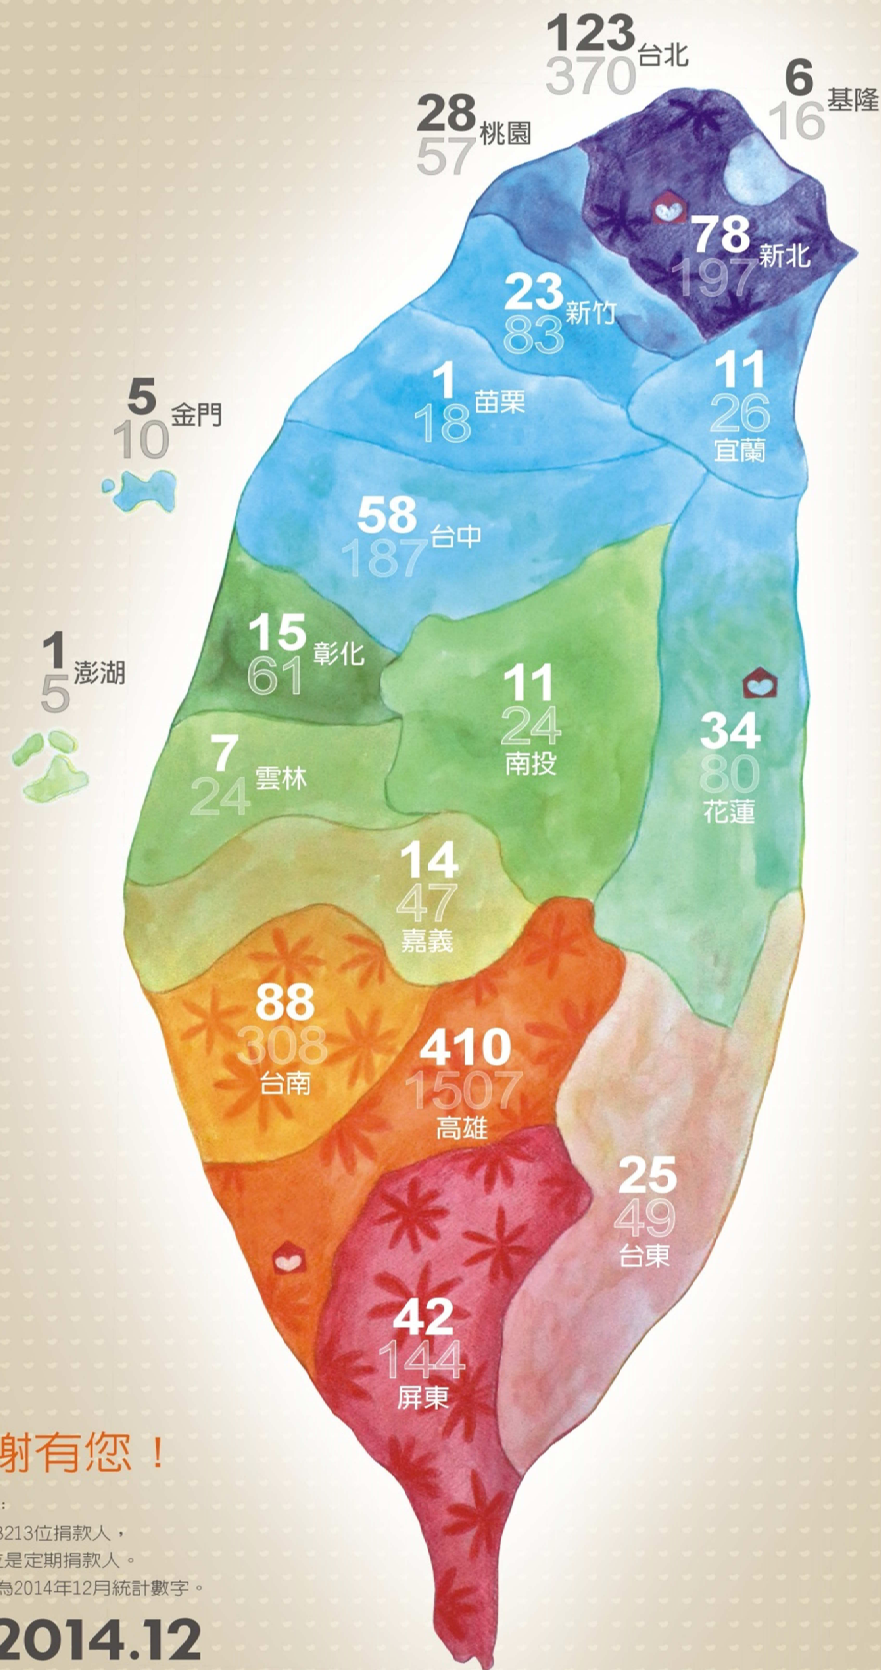 123
370
台北
6
16
基隆
28
57
桃園
78
197
新北
23
83
新竹
1
18
苗栗
11
26
宜蘭
5
10
金門
58
187
台中
15
61
彰化
1
5
澎湖
11
24
南投
34
80
花蓮
7
24
雲林
14
47
嘉義
88
308
台南
410
1507
高雄
25
49
台東
42
144
屏東
謝有您！
：
3213位捐款人，
位是定期捐款人。
為2014年12月統計數字。
2014.12